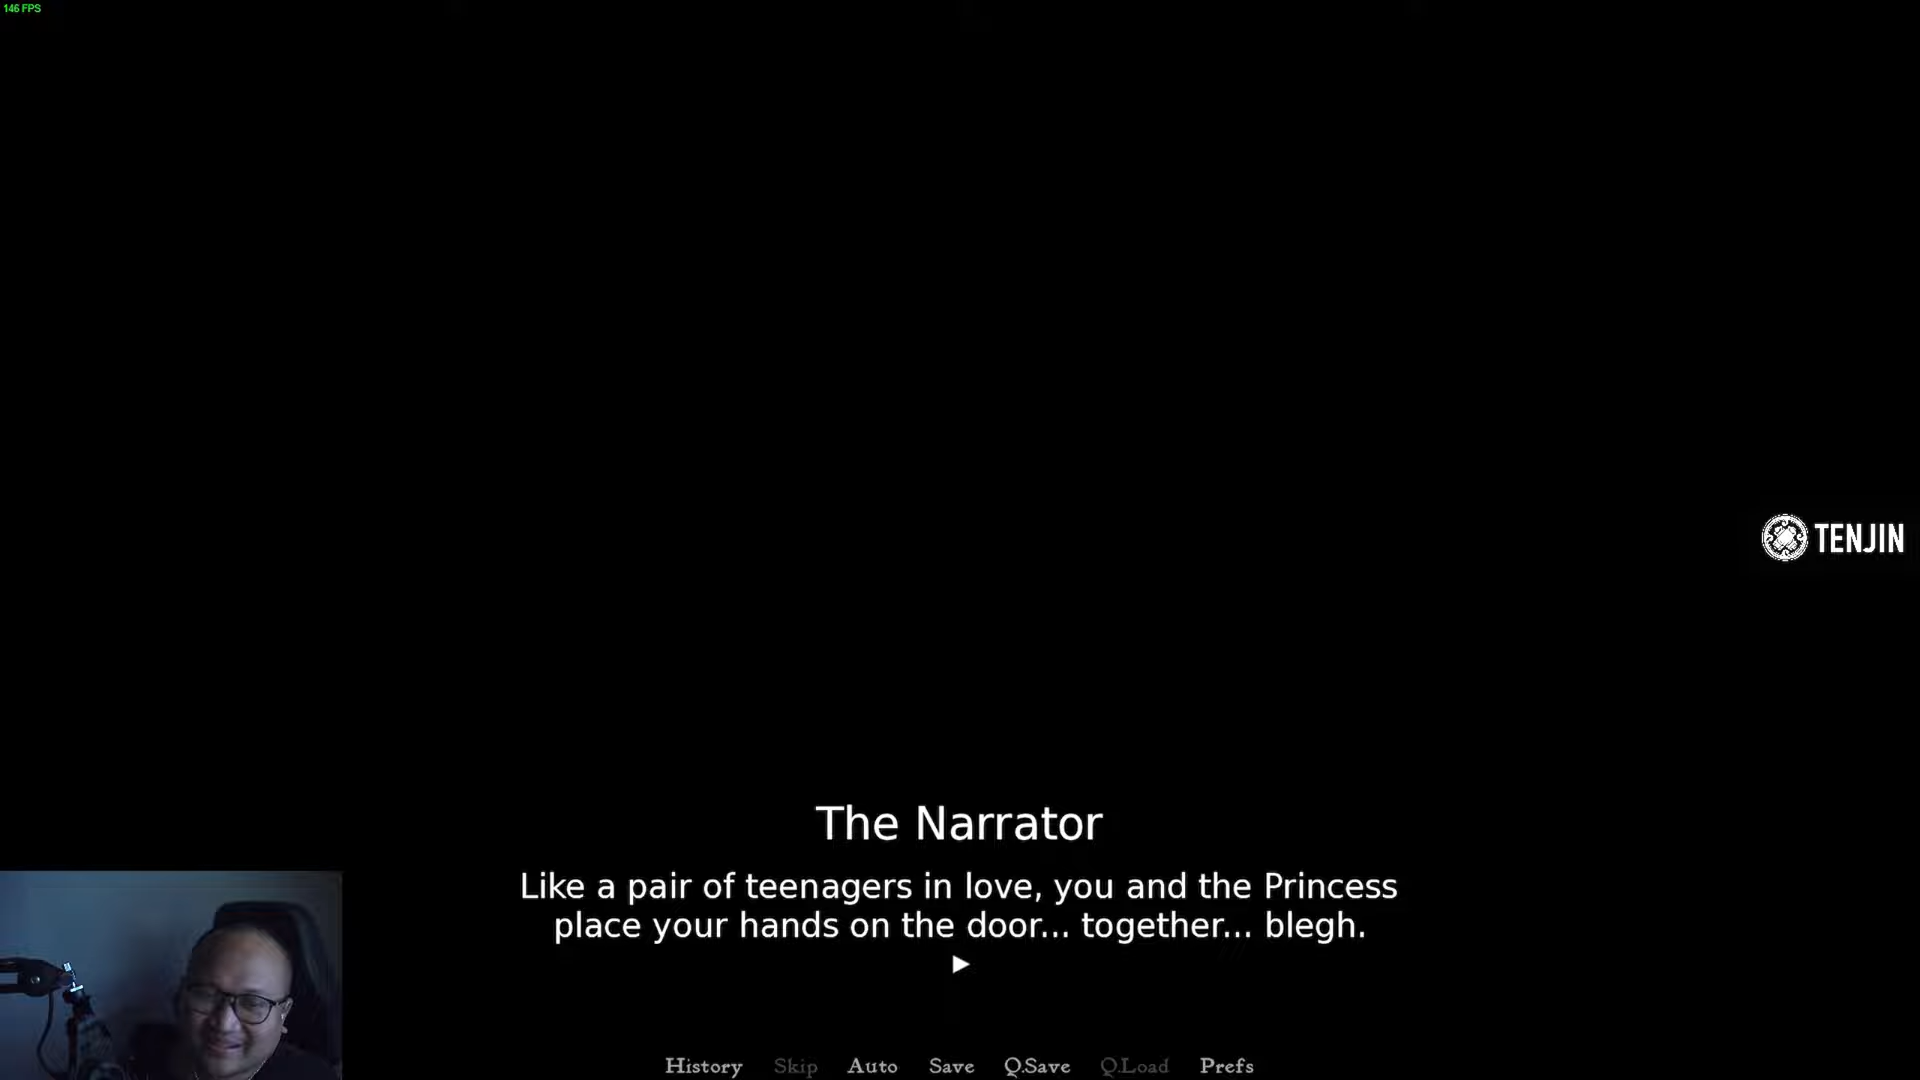 146 FPS
TENJIN
The Narrator
Like a pair of teenagers in love, you and the Princess
place your hands on the door... together... blegh.
History Skip Auto Save Q.Save Q.Load Prefs